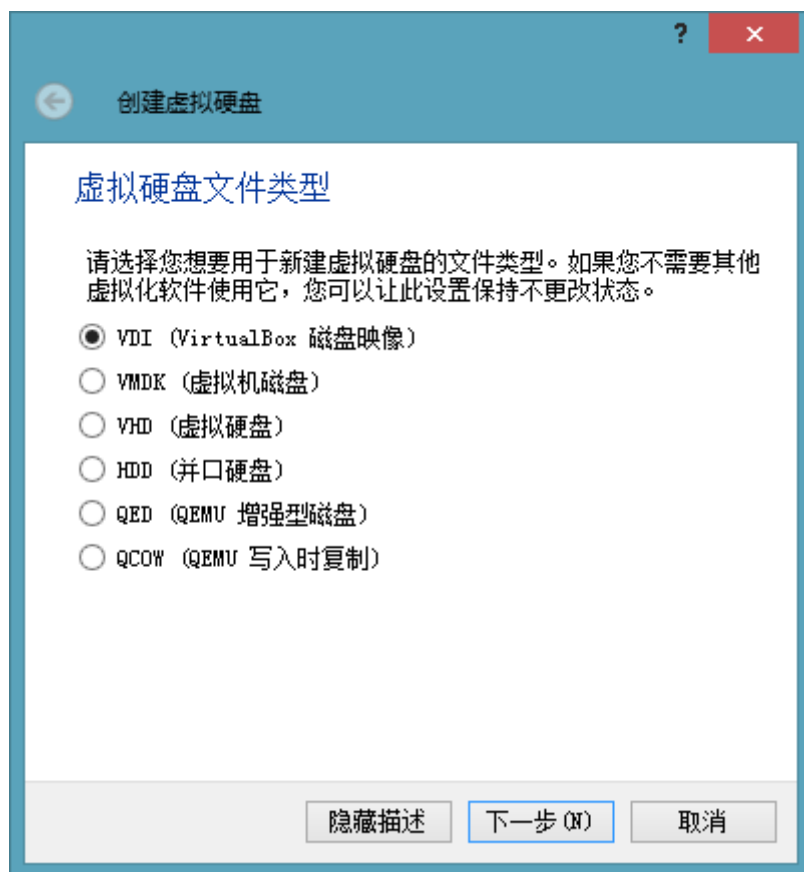 ?
创建虚拟硬盘
虚拟硬盘文件类型
请选择您想要用于新建虚拟硬盘的文件类型。如果您不需要其他
虚拟化软件使用它，您可以让此设置保持不更改状态。
VDI (VirtualBox 磁盘映像)
VMDK (虚拟机磁盘)
VHD (虚拟硬盘)
HDD (并口硬盘)
QED (QEMU 增强型磁盘)
QCOW (QEMU 写入时复制)
隐藏描述 下一步(N) 取消